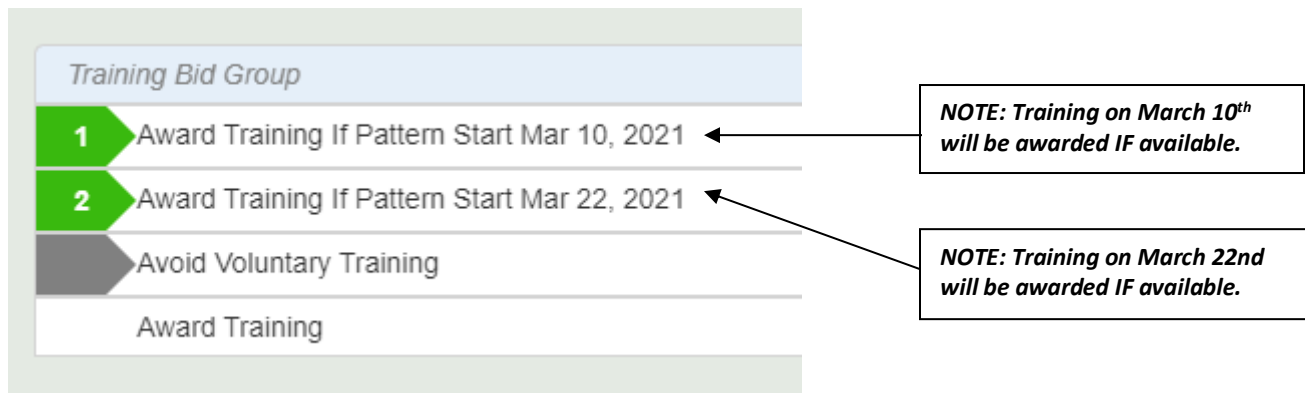 Training Bid Group
1 Award Training If Pattern Start Mar 10, 2021
2 Award Training If Pattern Start Mar 22, 2021
Avoid Voluntary Training
Award Training
NOTE: Training on March 10th
will be awarded IF available.
NOTE: Training on March 22nd
will be awarded IF available.